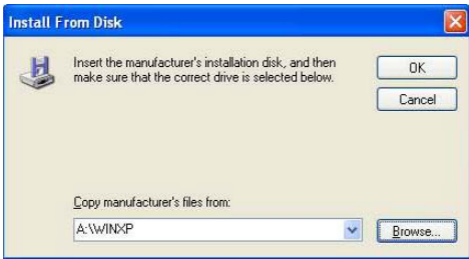 Install From Disk
Insert the manufacturer's installation disk, and then
make sure that the correct drive is selected below.
OK
Cancel
Copy manufacturer's files from:
A:\WINXP
Browse...